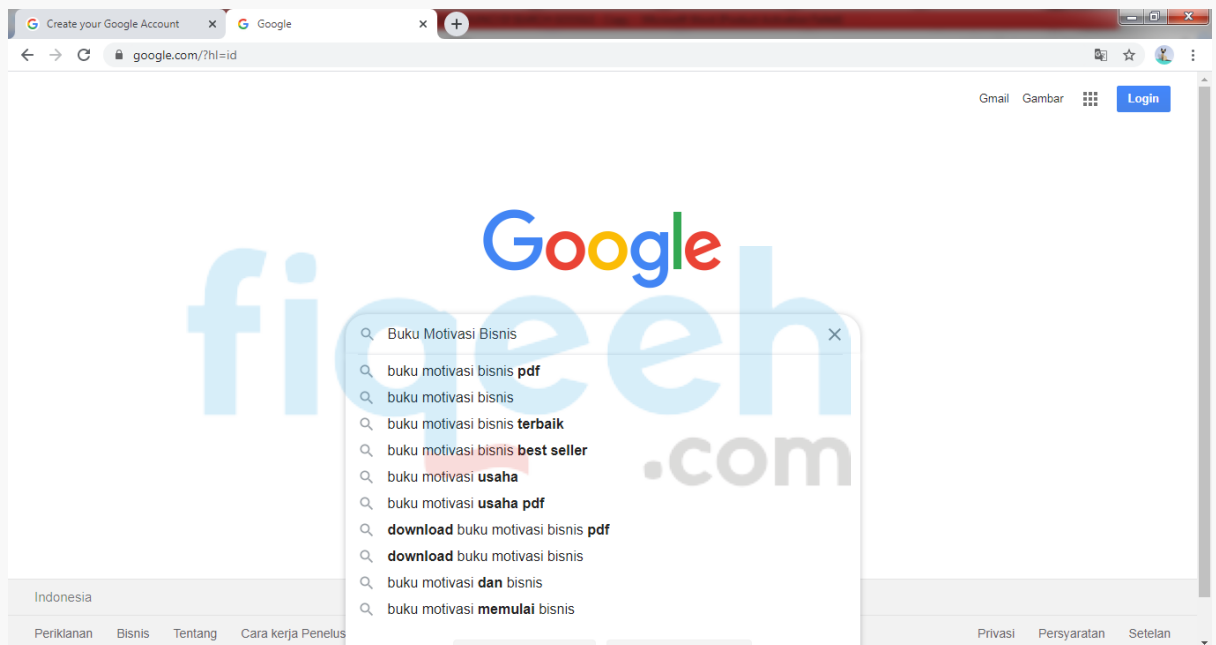 Create your Google Account
Google
google.com/?hl=id
Gmail Gambar Login
Google
Buku Motivasi Bisnis
buku motivasi bisnis pdf
buku motivasi bisnis
buku motivasi bisnis terbaik
buku motivasi bisnis best seller
buku motivasi usaha
buku motivasi usaha pdf
download buku motivasi bisnis pdf
download buku motivasi bisnis
buku motivasi dan bisnis
buku motivasi memulai bisnis
fiqeeh
.com
Indonesia
Periklanan Bisnis Tentang Cara kerja Penelus
Privasi Persyaratan Setelan